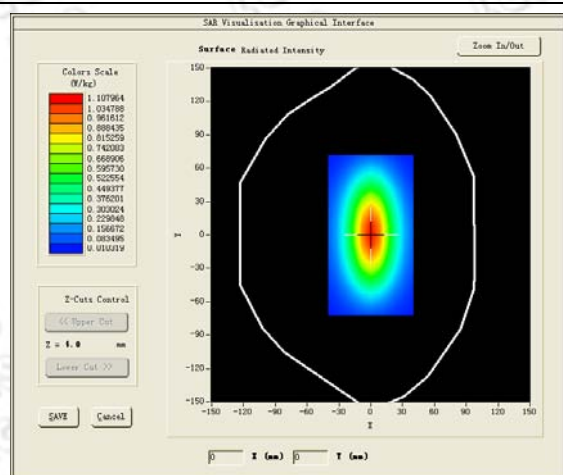 SAR Visualisation Graphical Interface
Surface Radiated Intensity
Zoom In/Out
Colors Scale
(W/kg)
1.107964
1.034788
0.961612
0.888435
0.815259
0.742083
0.668906
0.595730
0.522554
0.449377
0.376201
0.303024
0.229848
0.156672
0.083495
0.010319
150
120
90
60
30
0
-30
-60
-90
-120
-150
Y
-150 -120 -90 -60 -30 0 30 60 90 120 150
X
Z-Cuts Control
<< Upper Cut
Z = 4.0 mm
Lower Cut >>
SAVE Cancel
0 X (mm) 0 Y (mm)